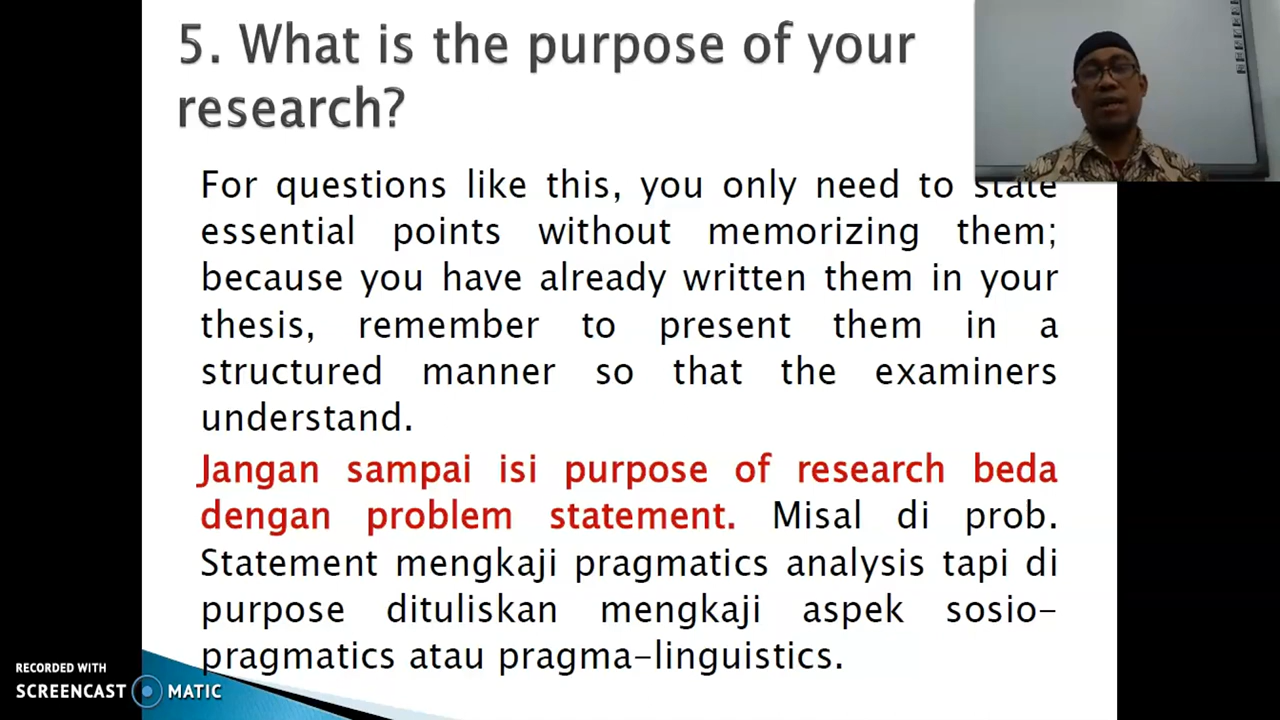 5. What is the purpose of your
research?
For questions like this, you only need to state
essential points without memorizing them;
because you have already written them in your
thesis, remember to present them in a
structured manner so that the examiners
understand.
Jangan sampai isi purpose of research beda
dengan problem statement. Misal di prob.
Statement mengkaji pragmatics analysis tapi di
purpose dituliskan mengkaji aspek sosio-
pragmatics atau pragma-linguistics.
RECORDED WITH
SCREENCAST MATIC